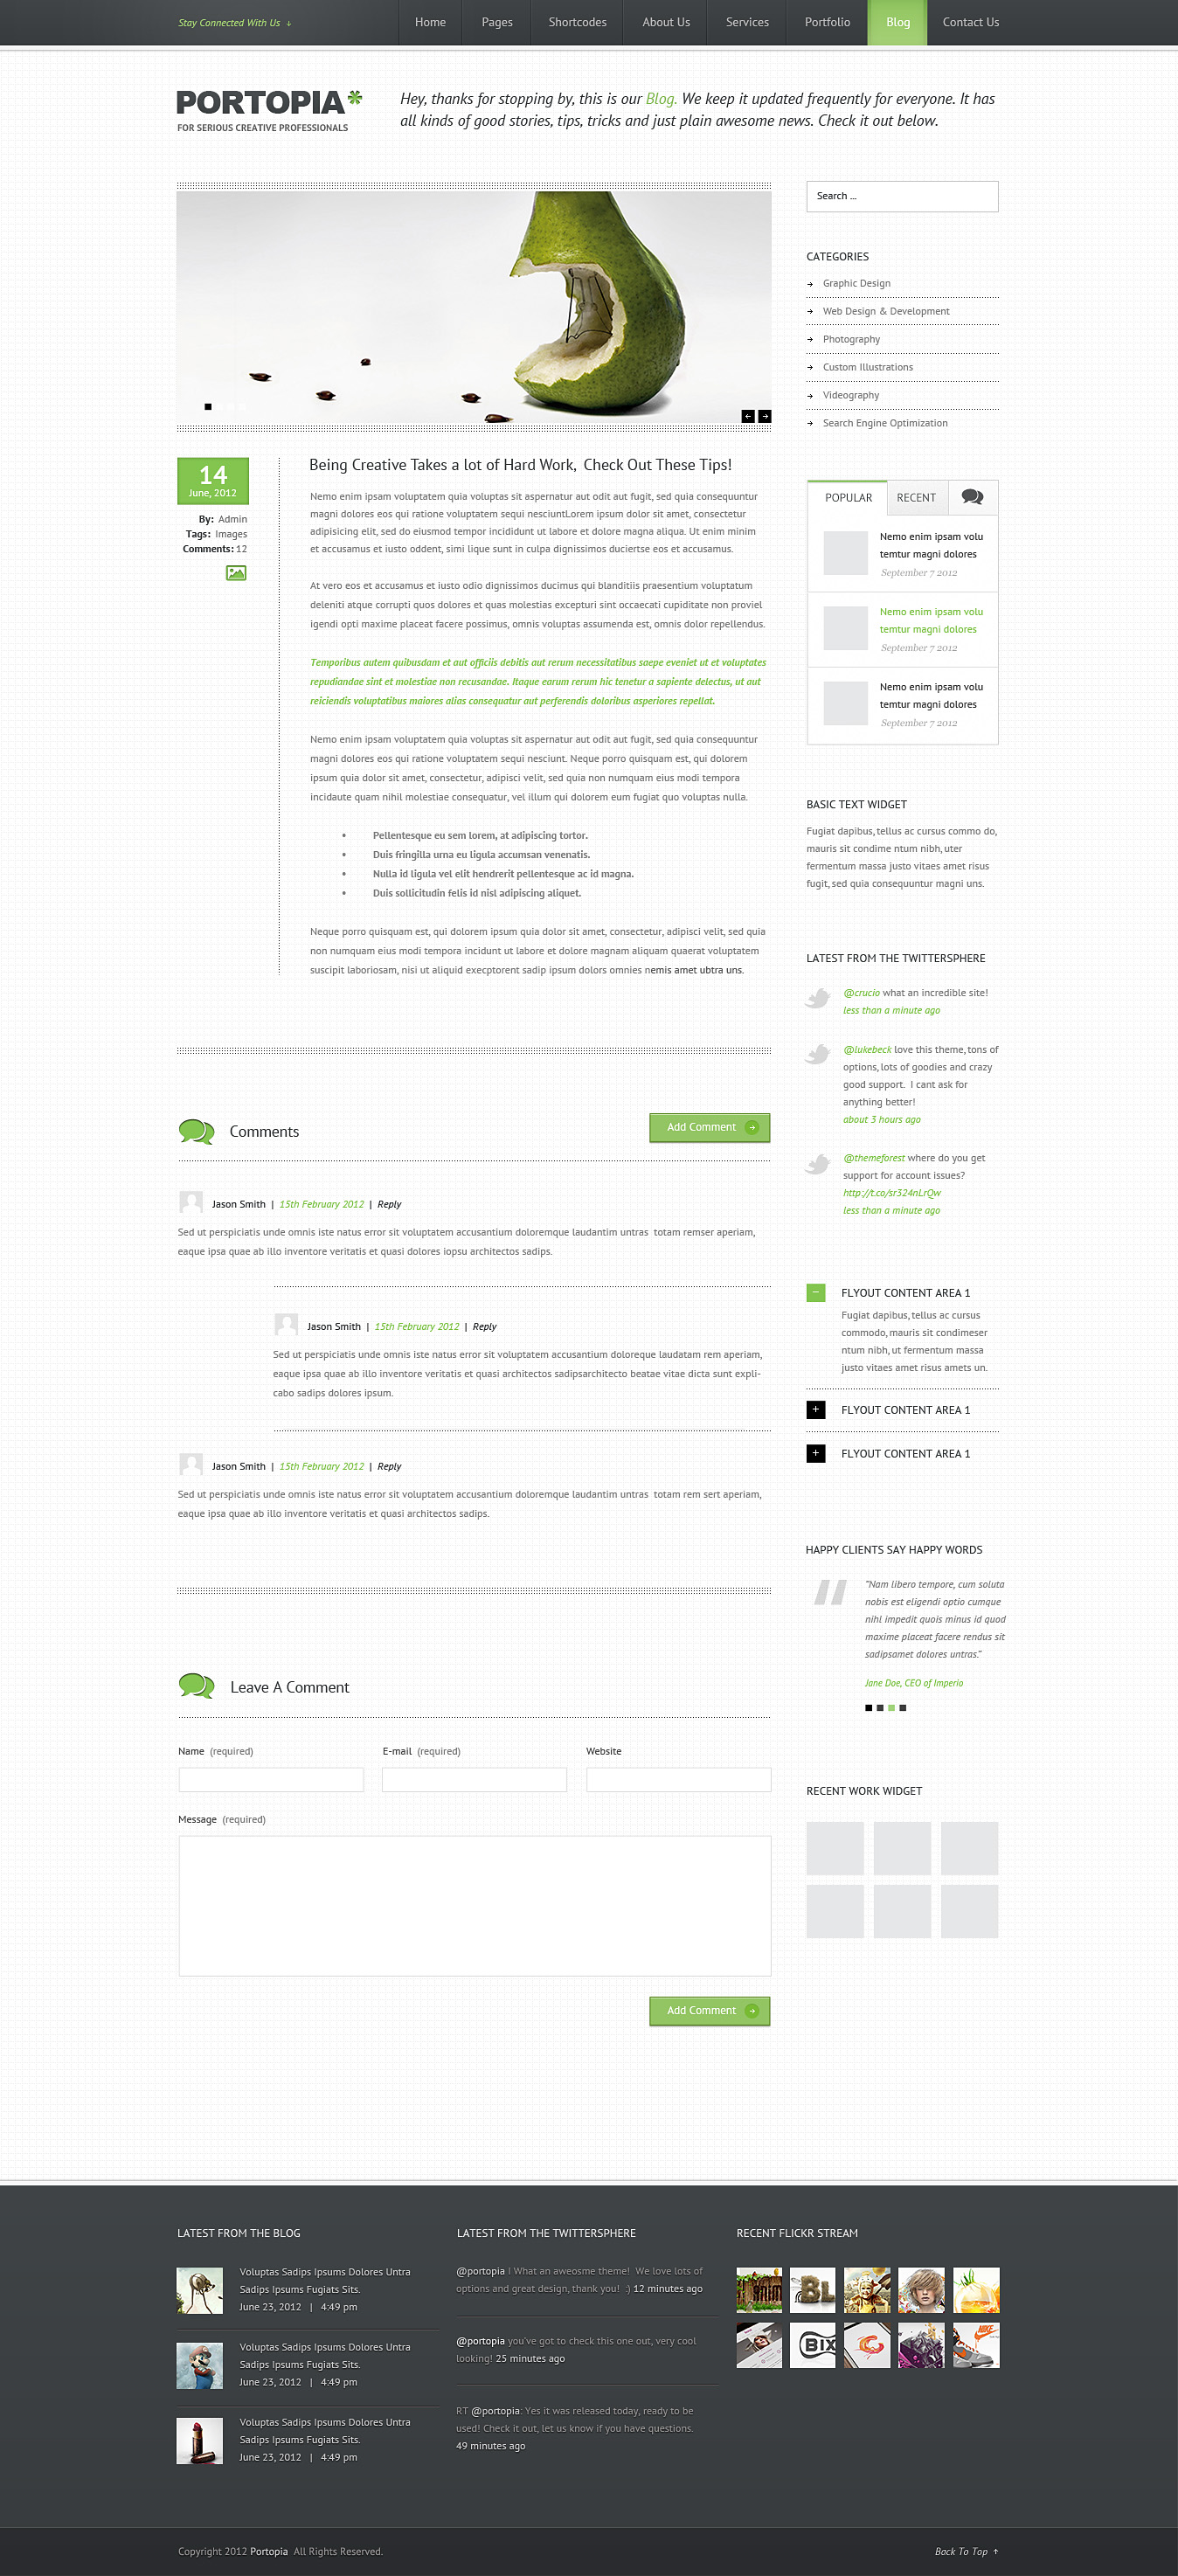 Stay Connected With Us ↓
Home Pages Shortcodes About Us Services Portfolio Blog Contact Us
PORTOPIA*
FOR SERIOUS CREATIVE PROFESSIONALS
Hey, thanks for stopping by, this is our Blog. We keep it updated frequently for everyone. It has
all kinds of good stories, tips, tricks and just plain awesome news. Check it out below.
14
June, 2012
By: Admin
Tags: Images
Comments: 12
Being Creative Takes a lot of Hard Work, Check Out These Tips!
Nemo enim ipsam voluptatem quia voluptas sit aspernatur aut odit aut fugit, sed quia consequuntur
magni dolores eos qui ratione voluptatem sequi nesciuntLorem ipsum dolor sit amet, consectetur
adipisicing elit, sed do eiusmod tempor incididunt ut labore et dolore magna aliqua. Ut enim minim
et accusamus et iusto oddent, simi lique sunt in culpa dignissimos duciertse eos et accusamus.
At vero eos et accusamus et iusto odio dignissimos ducimus qui blanditiis praesentium voluptatum
deleniti atque corrupti quos dolores et quas molestias excepturi sint occaecati cupiditate non proviel
igendi opti maxime placeat facere possimus, omnis voluptas assumenda est, omnis dolor repellendus.
Temporibus autem quibusdam et aut officiis debitis aut rerum necessitatibus saepe eveniet ut et voluptates
repudiandae sint et molestiae non recusandae. Itaque earum rerum hic tenetur a sapiente delectus, ut aut
reiciendis voluptatibus maiores alias consequatur aut perferendis doloribus asperiores repellat.
Nemo enim ipsam voluptatem quia voluptas sit aspernatur aut odit aut fugit, sed quia consequuntur
magni dolores eos qui ratione voluptatem sequi nesciunt. Neque porro quisquam est, qui dolorem
ipsum quia dolor sit amet, consectetur, adipisci velit, sed quia non numquam eius modi tempora
incidaute quam nihil molestiae consequatur, vel illum qui dolorem eum fugiat quo voluptas nulla.
• Pellentesque eu sem lorem, at adipiscing tortor.
• Duis fringilla urna eu ligula accumsan venenatis.
• Nulla id ligula vel elit hendrerit pellentesque ac id magna.
• Duis sollicitudin felis id nisl adipiscing aliquet.
Neque porro quisquam est, qui dolorem ipsum quia dolor sit amet, consectetur, adipisci velit, sed quia
non numquam eius modi tempora incidunt ut labore et dolore magnam aliquam quaerat voluptatem
suscipit laboriosam, nisi ut aliquid execptorent sadip ipsum dolors omnies nemis amet ubtra uns.
Comments
Add Comment
Jason Smith | 15th February 2012 | Reply
Sed ut perspiciatis unde omnis iste natus error sit voluptatem accusantium doloremque laudantim untras totam remser aperiam,
eaque ipsa quae ab illo inventore veritatis et quasi dolores iopsu architectos sadips.
Jason Smith | 15th February 2012 | Reply
Sed ut perspiciatis unde omnis iste natus error sit voluptatem accusantium doloreque laudatam rem aperiam,
eaque ipsa quae ab illo inventore veritatis et quasi architectos sadipsarchitecto beatae vitae dicta sunt expli-
cabo sadips dolores ipsum.
Jason Smith | 15th February 2012 | Reply
Sed ut perspiciatis unde omnis iste natus error sit voluptatem accusantium doloremque laudantim untras totam rem sert aperiam,
eaque ipsa quae ab illo inventore veritatis et quasi architectos sadips.
Leave A Comment
Name (required) E-mail (required) Website
Message (required)
Add Comment
Search ...
CATEGORIES
Graphic Design
Web Design & Development
Photography
Custom Illustrations
Videography
Search Engine Optimization
POPULAR RECENT
Nemo enim ipsam volu
temtur magni dolores
September 7 2012
Nemo enim ipsam volu
temtur magni dolores
September 7 2012
Nemo enim ipsam volu
temtur magni dolores
September 7 2012
BASIC TEXT WIDGET
Fugiat dapibus, tellus ac cursus commo do,
mauris sit condime ntum nibh, uter
fermentum massa justo vitaes amet risus
fugit, sed quia consequuntur magni uns.
LATEST FROM THE TWITTERSPHERE
@crucio what an incredible site!
less than a minute ago
@lukebeck love this theme, tons of
options, lots of goodies and crazy
good support. I cant ask for
anything better!
about 3 hours ago
@themeforest where do you get
support for account issues?
http://t.co/sr324nLrQw
less than a minute ago
FLYOUT CONTENT AREA 1
Fugiat dapibus, tellus ac cursus
commodo, mauris sit condimeser
ntum nibh, ut fermentum massa
justo vitaes amet risus amets un.
FLYOUT CONTENT AREA 1
FLYOUT CONTENT AREA 1
HAPPY CLIENTS SAY HAPPY WORDS
"Nam libero tempore, cum soluta
nobis est eligendi optio cumque
nihl impedit quois minus id quod
maxime placeat facere rendus sit
sadipsamet dolores untras."
Jane Doe, CEO of Imperio
RECENT WORK WIDGET
LATEST FROM THE BLOG
Voluptas Sadips Ipsums Dolores Untra
Sadips Ipsums Fugiats Sits.
June 23, 2012 | 4:49 pm
Voluptas Sadips Ipsums Dolores Untra
Sadips Ipsums Fugiats Sits.
June 23, 2012 | 4:49 pm
Voluptas Sadips Ipsums Dolores Untra
Sadips Ipsums Fugiats Sits.
June 23, 2012 | 4:49 pm
LATEST FROM THE TWITTERSPHERE
@portopia I What an aweosme theme! We love lots of
options and great design, thank you! :) 12 minutes ago
@portopia you've got to check this one out, very cool
looking! 25 minutes ago
RT @portopia: Yes it was released today, ready to be
used! Check it out, let us know if you have questions.
49 minutes ago
RECENT FLICKR STREAM
BL
BIX
Copyright 2012 Portopia All Rights Reserved.
Back To Top ↑